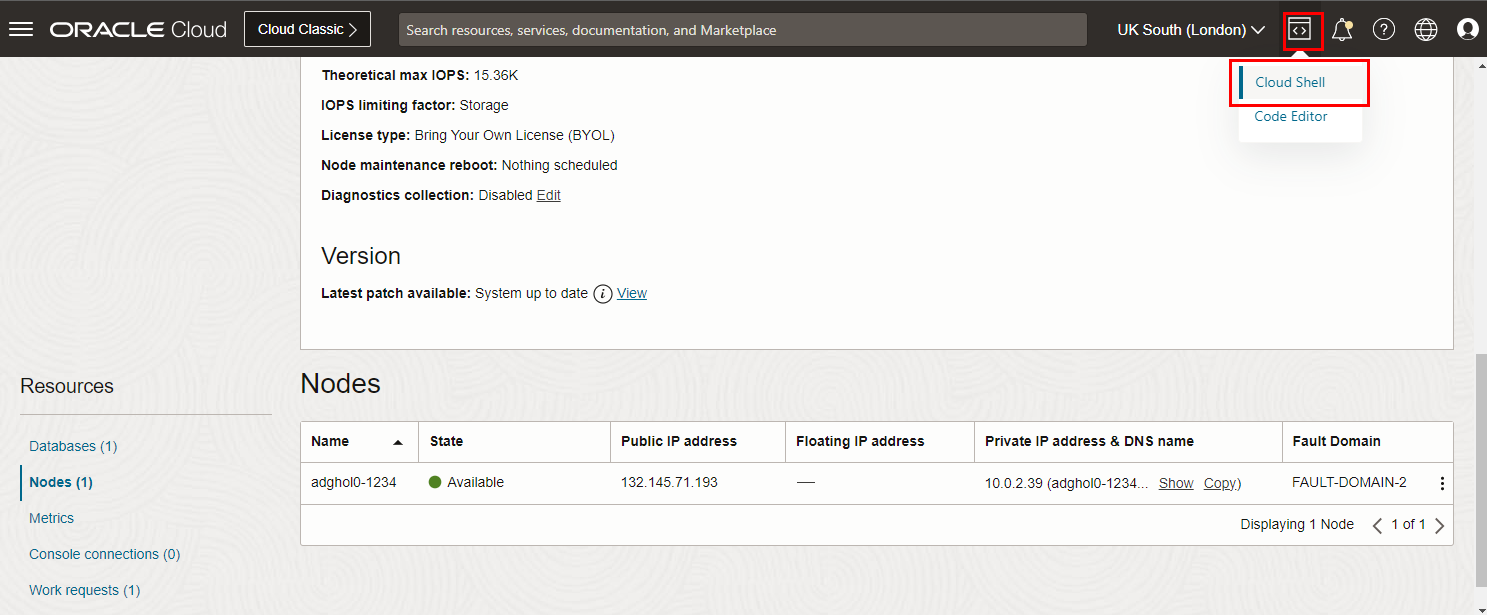 ORACLE Cloud
Cloud Classic
Search resources, services, documentation, and Marketplace
UK South (London)
Cloud Shell
Code Editor
Theoretical max IOPS: 15.36K
IOPS limiting factor: Storage
License type: Bring Your Own License (BYOL)
Node maintenance reboot: Nothing scheduled
Diagnostics collection: Disabled Edit
Version
Latest patch available: System up to date i View
Resources
Databases (1)
Nodes (1)
Metrics
Console connections (0)
Work requests (1)
Nodes
Name State Public IP address Floating IP address Private IP address & DNS name Fault Domain
adghol0-1234 Available 132.145.71.193 — 10.0.2.39 (adghol0-1234... Show Copy) FAULT-DOMAIN-2
Displaying 1 Node 1 of 1